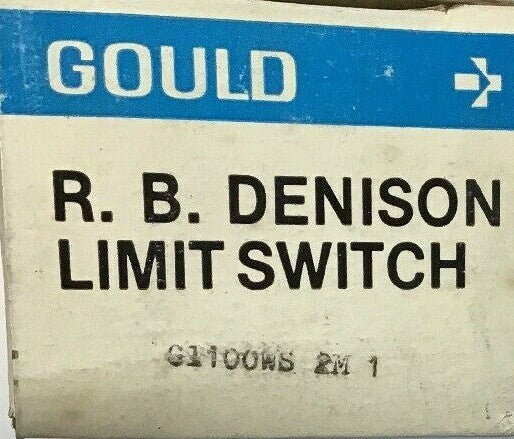 GOULD
R. B. DENISON
LIMIT SWITCH
G1100WS 2M 1